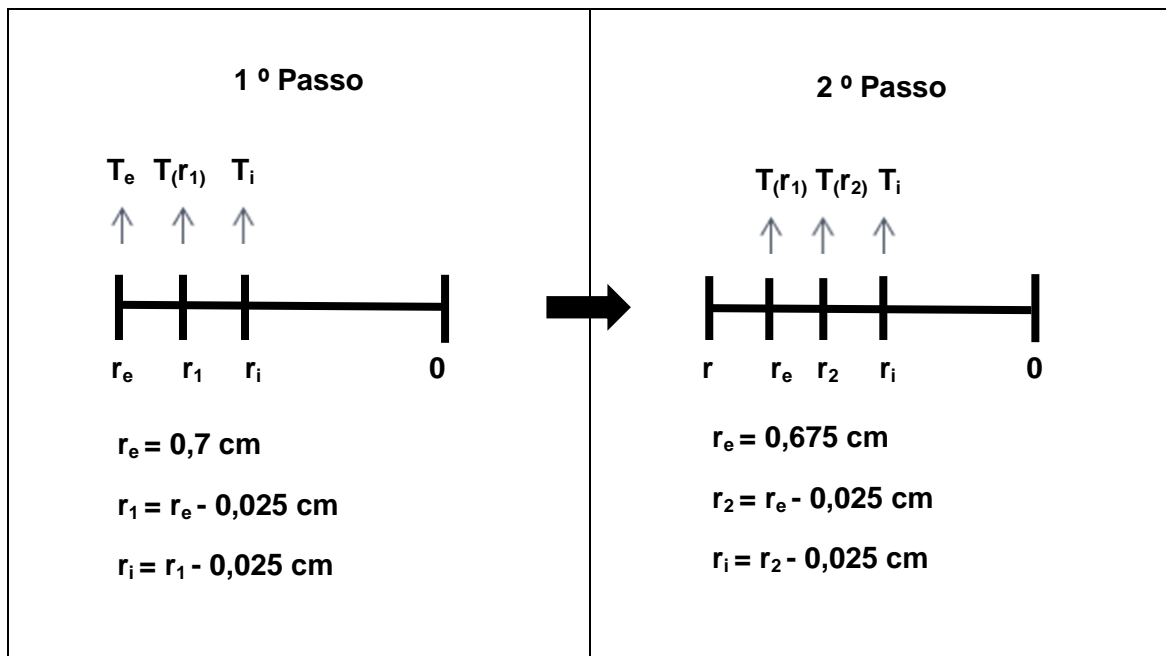 1 º Passo
Tₑ T(r₁) Tᵢ
rₑ r₁ rᵢ 0
rₑ = 0,7 cm
r₁ = rₑ - 0,025 cm
rᵢ = r₁ - 0,025 cm
2 º Passo
T(r₁) T(r₂) Tᵢ
r rₑ r₂ rᵢ 0
rₑ = 0,675 cm
r₂ = rₑ - 0,025 cm
rᵢ = r₂ - 0,025 cm